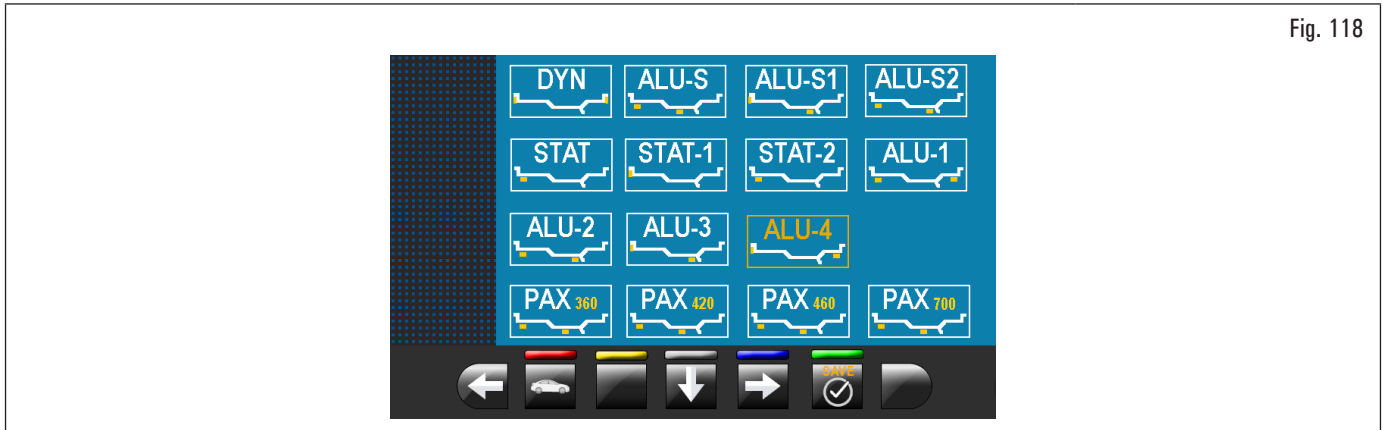 Fig. 118
DYN ALU-S ALU-S1 ALU-S2
STAT STAT-1 STAT-2 ALU-1
ALU-2 ALU-3 ALU-4
PAX 360 PAX 420 PAX 460 PAX 700
SAVE